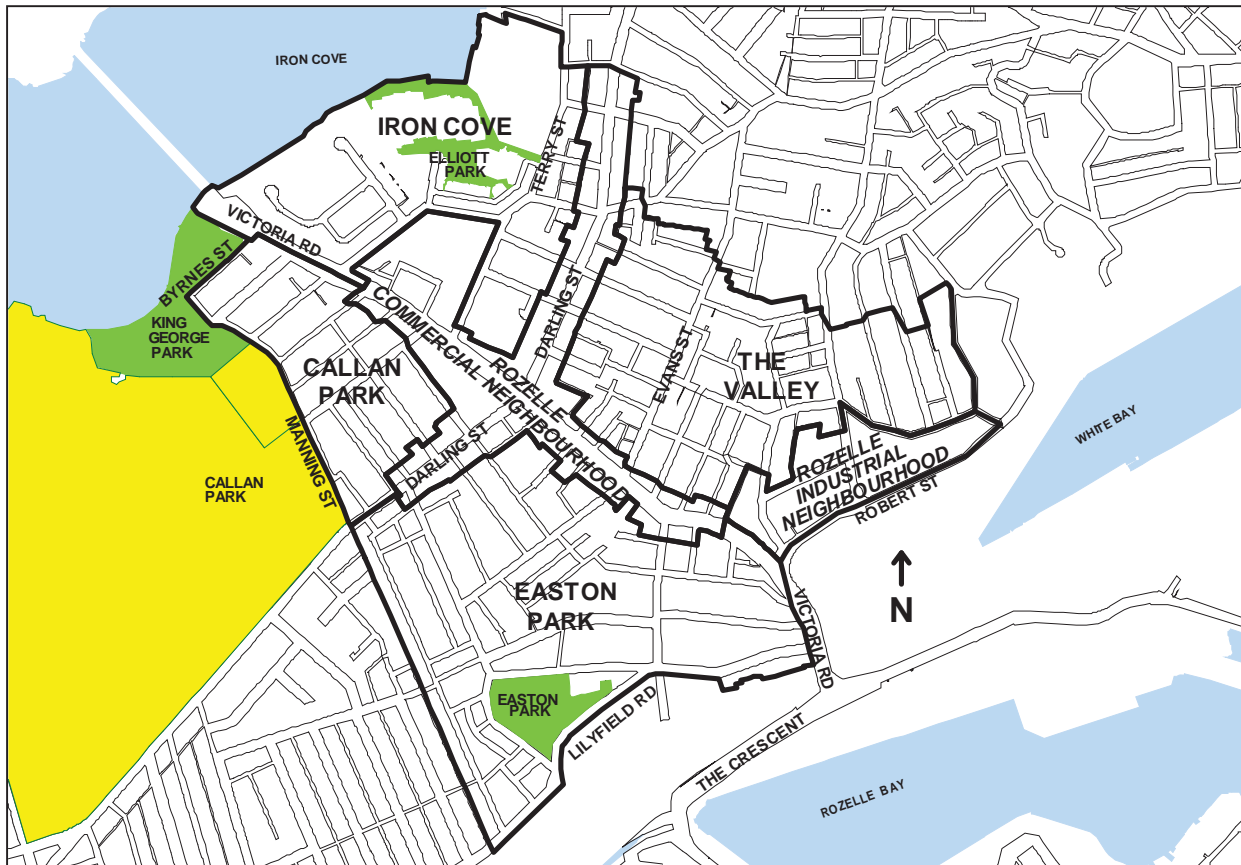 IRON COVE
IRON COVE
ELLIOTT
PARK
TERRY ST
VICTORIA RD
BYRNES ST
KING
GEORGE
PARK
COMMERCIAL NEIGHBOURHOOD
ROZELLE
DARLING ST
EVANS ST
THE
VALLEY
CALLAN
PARK
MANNING ST
DARLING ST
CALLAN
PARK
WHITE BAY
ROZELLE
INDUSTRIAL
NEIGHBOURHOOD
ROBERT ST
N
EASTON
PARK
VICTORIA RD
EASTON
PARK
LILYFIELD RD
THE CRESCENT
ROZELLE BAY